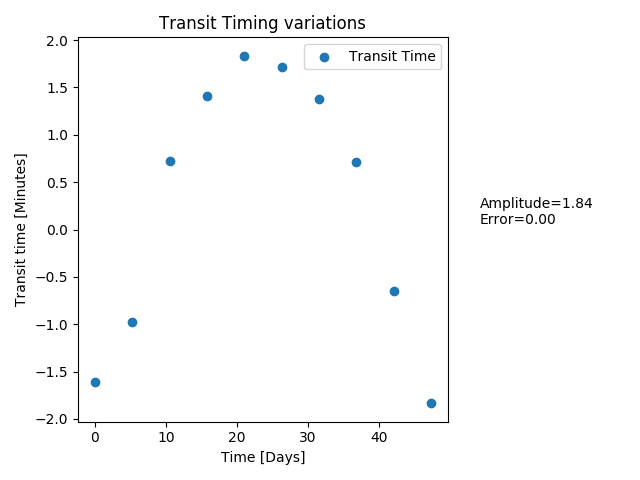 Transit Timing variations
Transit Time
2.0
1.5
1.0
0.5
0.0
−0.5
−1.0
−1.5
−2.0
Transit time [Minutes]
0
10
20
30
40
Time [Days]
Amplitude=1.84
Error=0.00